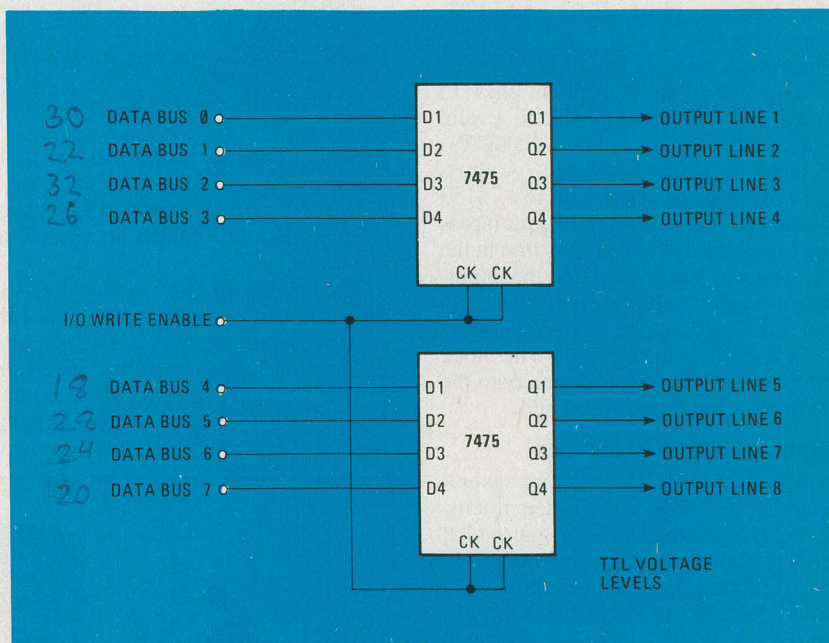 30 DATA BUS 0 D1 Q1 OUTPUT LINE 1
22 DATA BUS 1 D2 Q2 OUTPUT LINE 2
32 DATA BUS 2 D3 7475 Q3 OUTPUT LINE 3
26 DATA BUS 3 D4 Q4 OUTPUT LINE 4
CK CK
I/O WRITE ENABLE
18 DATA BUS 4 D1 Q1 OUTPUT LINE 5
28 DATA BUS 5 D2 Q2 OUTPUT LINE 6
24 DATA BUS 6 D3 7475 Q3 OUTPUT LINE 7
20 DATA BUS 7 D4 Q4 OUTPUT LINE 8
CK CK
TTL VOLTAGE
LEVELS